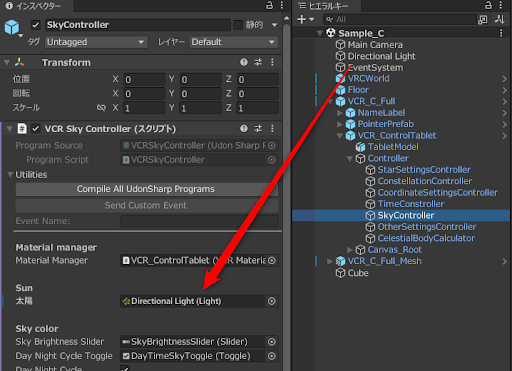 インスペクター
SkyController
静的
タグ Untagged レイヤー Default
Transform
位置 X 0 Y 0 Z 0
回転 X 0 Y 0 Z 0
スケール X 1 Y 1 Z 1
VCR Sky Controller (スクリプト)
Program Source VCRSkyController (Udon Sharp P
Program Script VCRSkyController
Utilities
Compile All UdonSharp Programs
Send Custom Event
Event Name:
Material manager
Material Manager VCR_ControlTablet (VCR Materia
Sun
太陽 Directional Light (Light)
Sky color
Sky Brightness Slider SkyBrightnessSlider (Slider)
Day Night Cycle Toggle DayTimeSkyToggle (Toggle)
Day Night Cycle
ヒエラルキー
All
Sample_C
Main Camera
Directional Light
EventSystem
VRCWorld
Floor
VCR_C_Full
NameLabel
PointerPrefab
VCR_ControlTablet
TabletModel
Controller
StarSettingsController
ConstellationController
CoordinateSettingsController
TimeConstroller
SkyController
OtherSettingsController
CelestialBodyCalculator
Canvas_Root
VCR_C_Full_Mesh
Cube